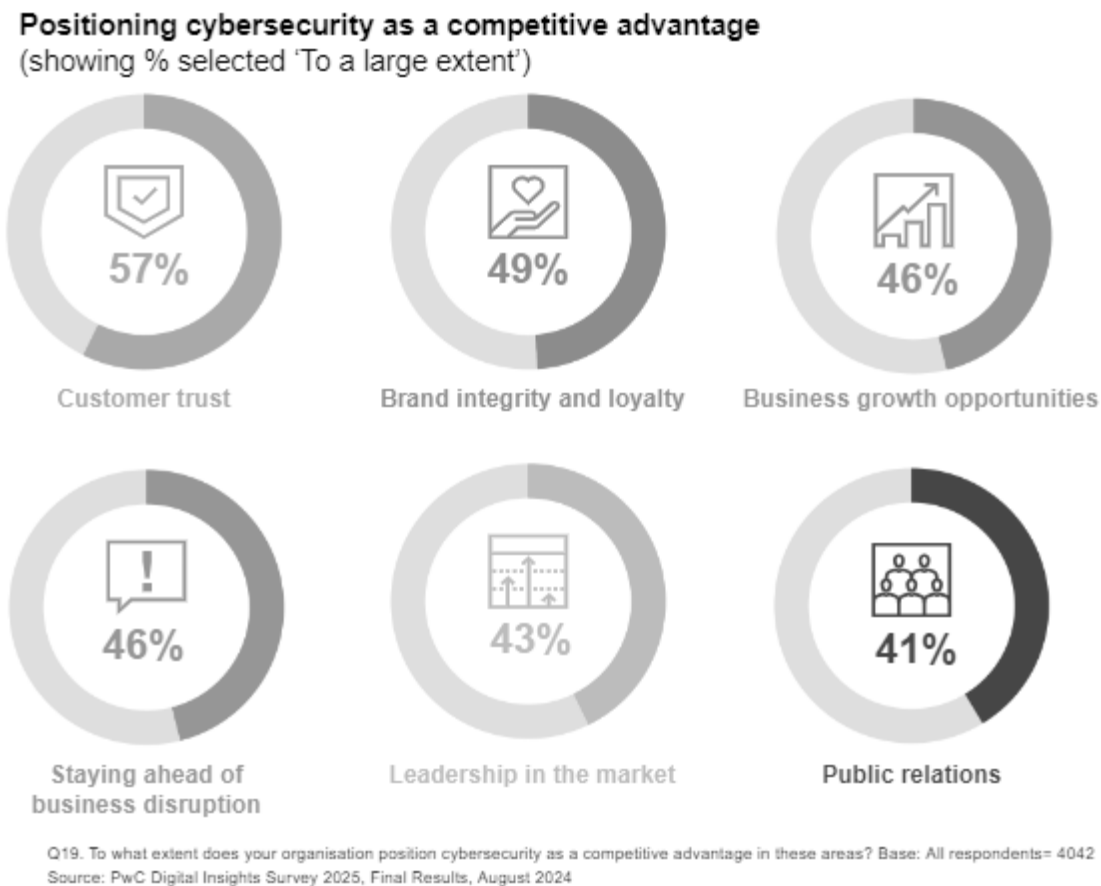 Positioning cybersecurity as a competitive advantage
(showing % selected ‘To a large extent’)
57%
Customer trust
49%
Brand integrity and loyalty
46%
Business growth opportunities
!
46%
Staying ahead of
business disruption
43%
Leadership in the market
41%
Public relations
Q19. To what extent does your organisation position cybersecurity as a competitive advantage in these areas? Base: All respondents= 4042
Source: PwC Digital Insights Survey 2025, Final Results, August 2024